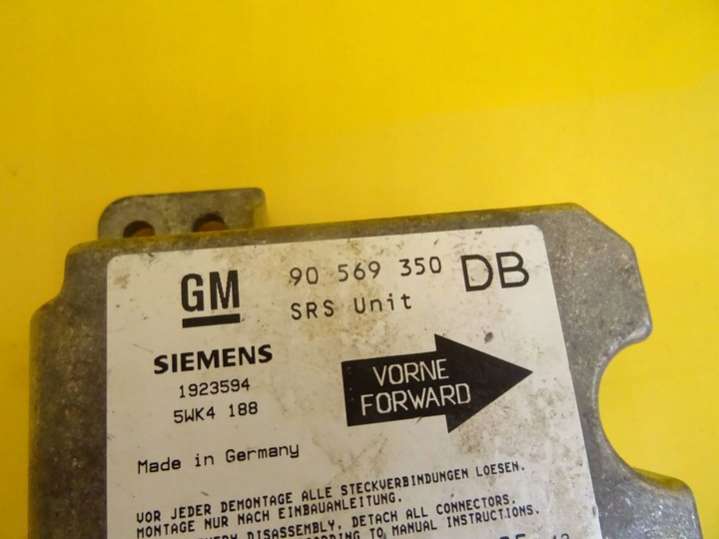 GM
90 569 350 DB
SRS Unit
SIEMENS
1923594
5WK4 188
VORNE
FORWARD
Made in Germany
VOR JEDER DEMONTAGE ALLE STECKVERBINDUNGEN LOESEN.
MONTAGE NUR NACH EINBAUANLEITUNG.
DISASSEMBLY, DETACH ALL CONNECTORS.
TO MANUAL INSTRUCTIONS.